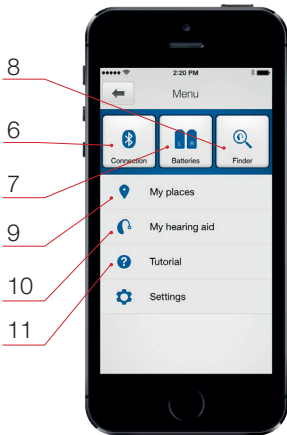 8
2:20 PM
Menu
6
Connection
L R
Batteries
Finder
7
My places
9
My hearing aid
10
Tutorial
?
11
Settings